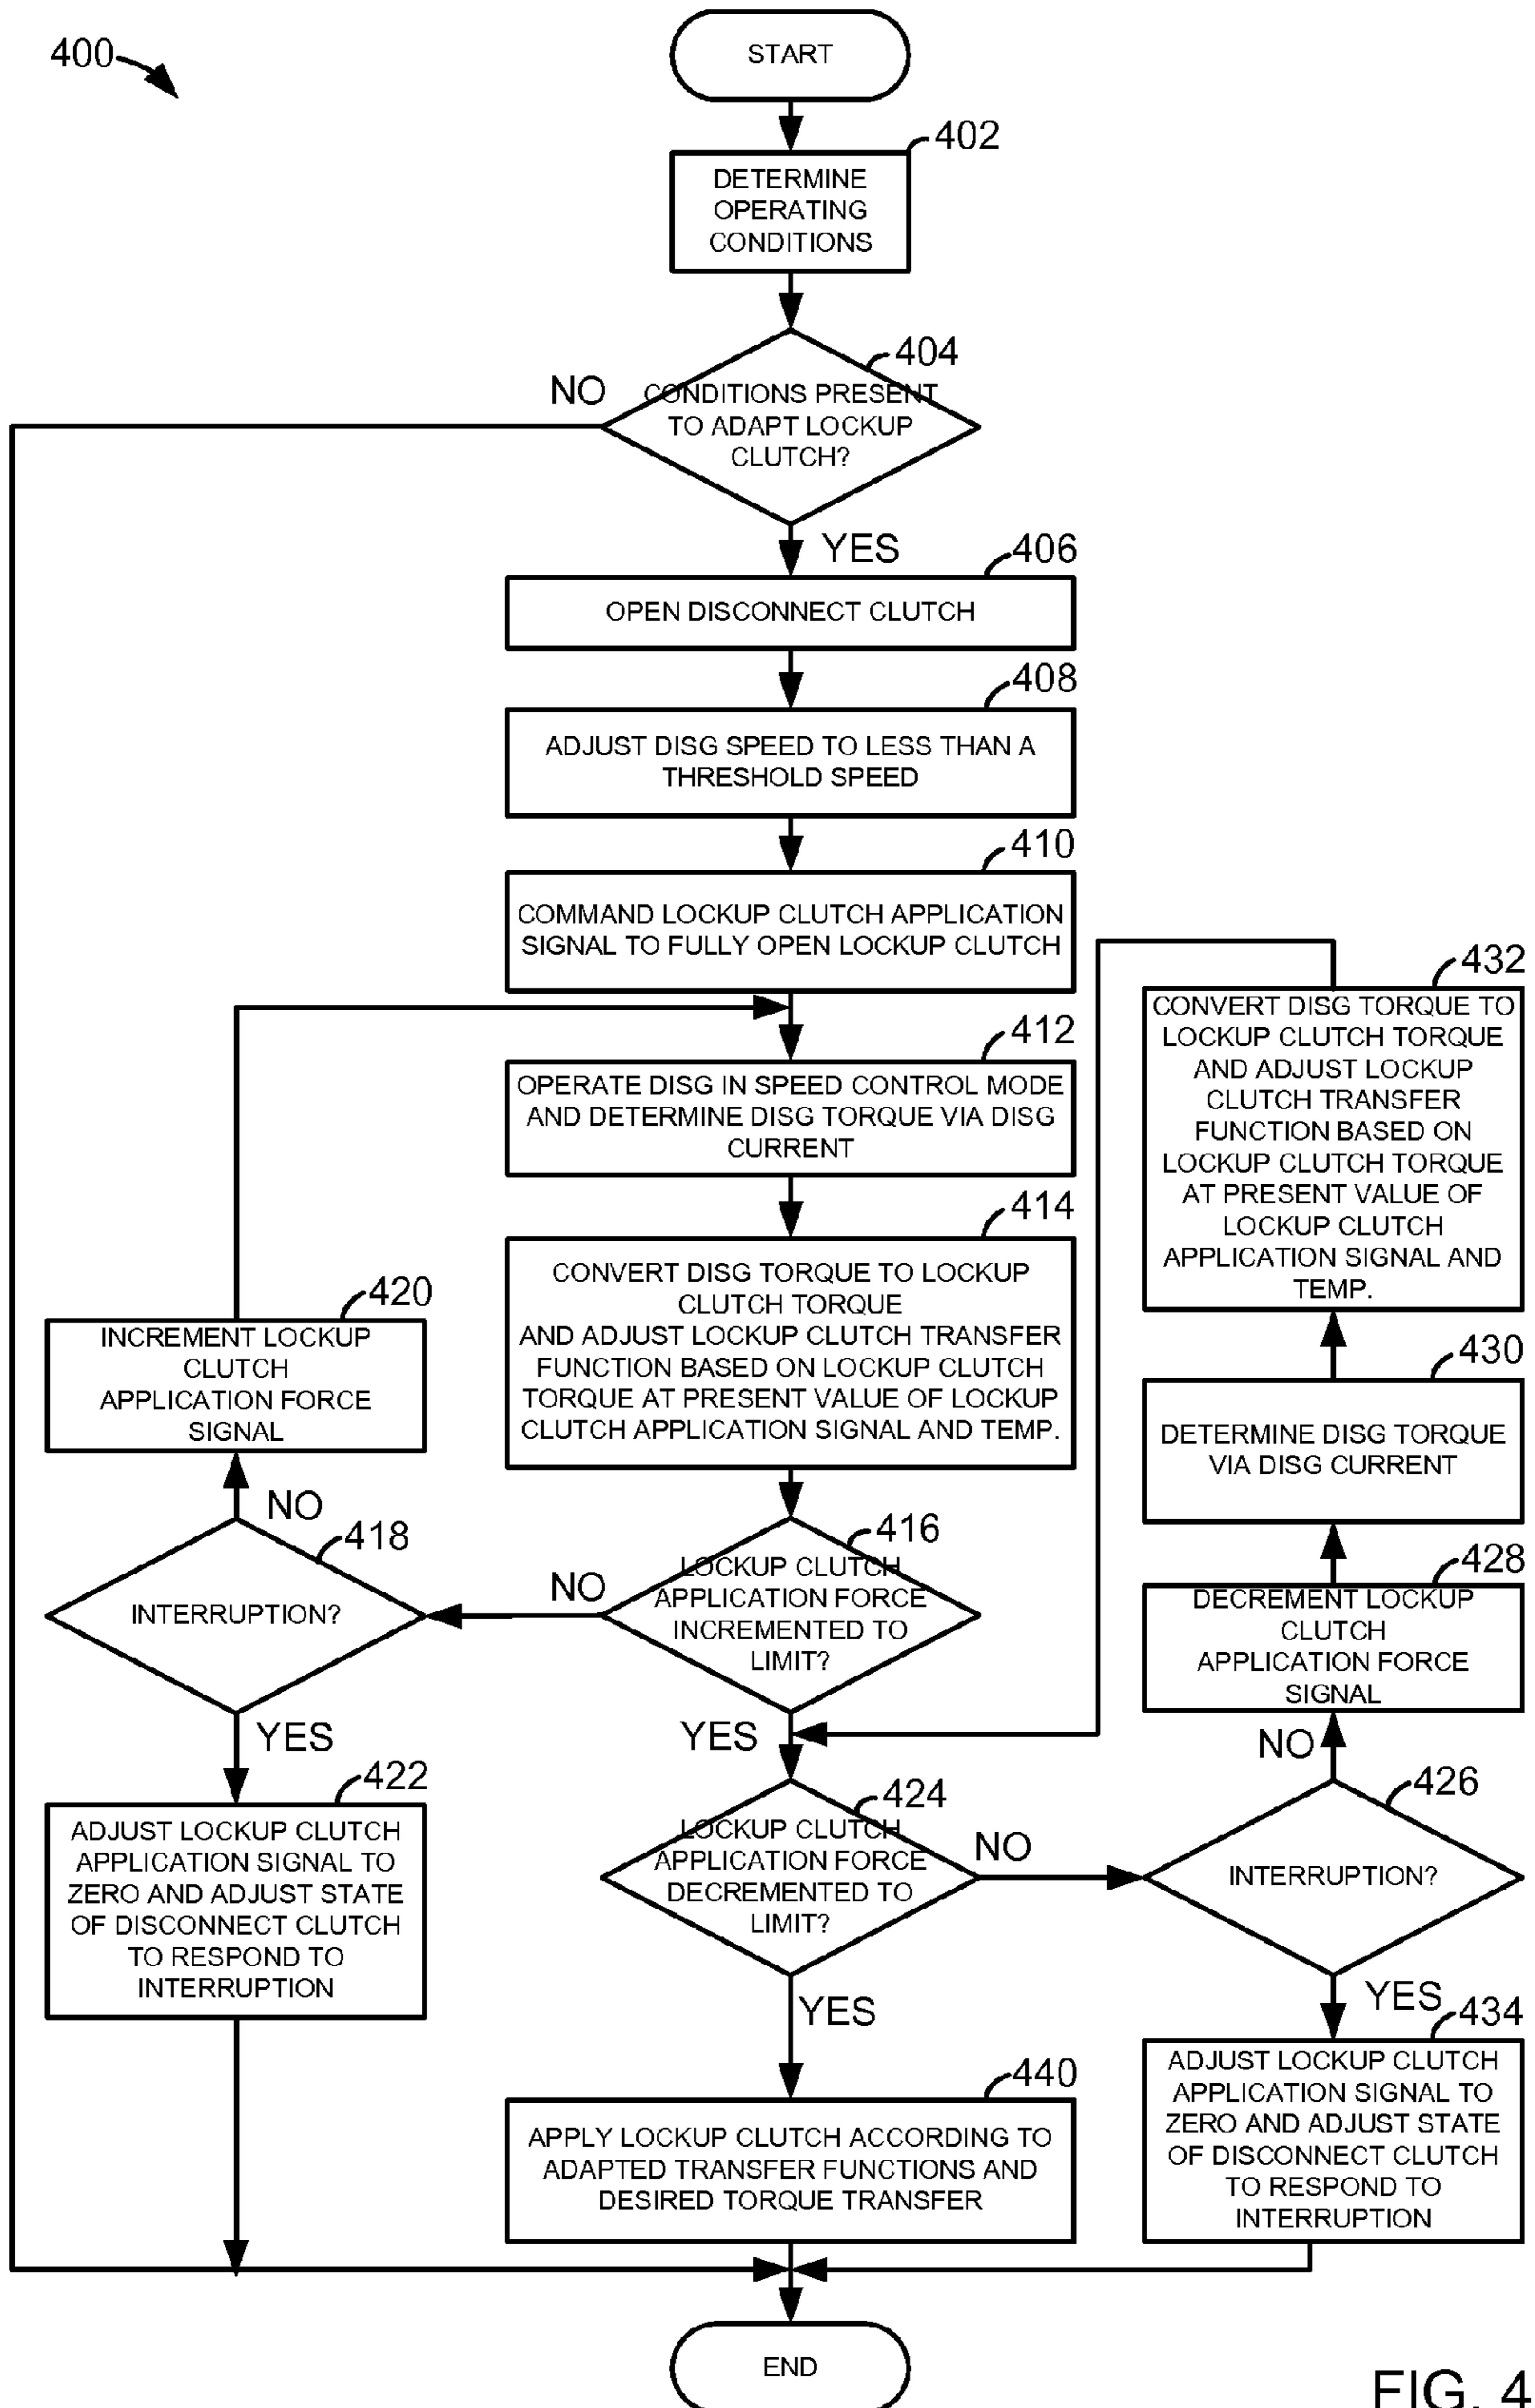 400
START
402
DETERMINE
OPERATING
CONDITIONS
404
NO
CONDITIONS PRESENT
TO ADAPT LOCKUP
CLUTCH?
YES
406
OPEN DISCONNECT CLUTCH
408
ADJUST DISG SPEED TO LESS THAN A
THRESHOLD SPEED
410
COMMAND LOCKUP CLUTCH APPLICATION
SIGNAL TO FULLY OPEN LOCKUP CLUTCH
412
OPERATE DISG IN SPEED CONTROL MODE
AND DETERMINE DISG TORQUE VIA DISG
CURRENT
414
CONVERT DISG TORQUE TO LOCKUP
CLUTCH TORQUE
AND ADJUST LOCKUP CLUTCH TRANSFER
FUNCTION BASED ON LOCKUP CLUTCH
TORQUE AT PRESENT VALUE OF LOCKUP
CLUTCH APPLICATION SIGNAL AND TEMP.
416
LOCKUP CLUTCH
APPLICATION FORCE
INCREMENTED TO
LIMIT?
NO
YES
418
INTERRUPTION?
NO
YES
420
INCREMENT LOCKUP
CLUTCH
APPLICATION FORCE
SIGNAL
422
ADJUST LOCKUP CLUTCH
APPLICATION SIGNAL TO
ZERO AND ADJUST STATE
OF DISCONNECT CLUTCH
TO RESPOND TO
INTERRUPTION
424
LOCKUP CLUTCH
APPLICATION FORCE
DECREMENTED TO
LIMIT?
NO
YES
426
INTERRUPTION?
NO
YES
428
DECREMENT LOCKUP
CLUTCH
APPLICATION FORCE
SIGNAL
430
DETERMINE DISG TORQUE
VIA DISG CURRENT
432
CONVERT DISG TORQUE TO
LOCKUP CLUTCH TORQUE
AND ADJUST LOCKUP
CLUTCH TRANSFER
FUNCTION BASED ON
LOCKUP CLUTCH TORQUE
AT PRESENT VALUE OF
LOCKUP CLUTCH
APPLICATION SIGNAL AND
TEMP.
434
ADJUST LOCKUP CLUTCH
APPLICATION SIGNAL TO
ZERO AND ADJUST STATE
OF DISCONNECT CLUTCH
TO RESPOND TO
INTERRUPTION
440
APPLY LOCKUP CLUTCH ACCORDING TO
ADAPTED TRANSFER FUNCTIONS AND
DESIRED TORQUE TRANSFER
END
FIG. 4